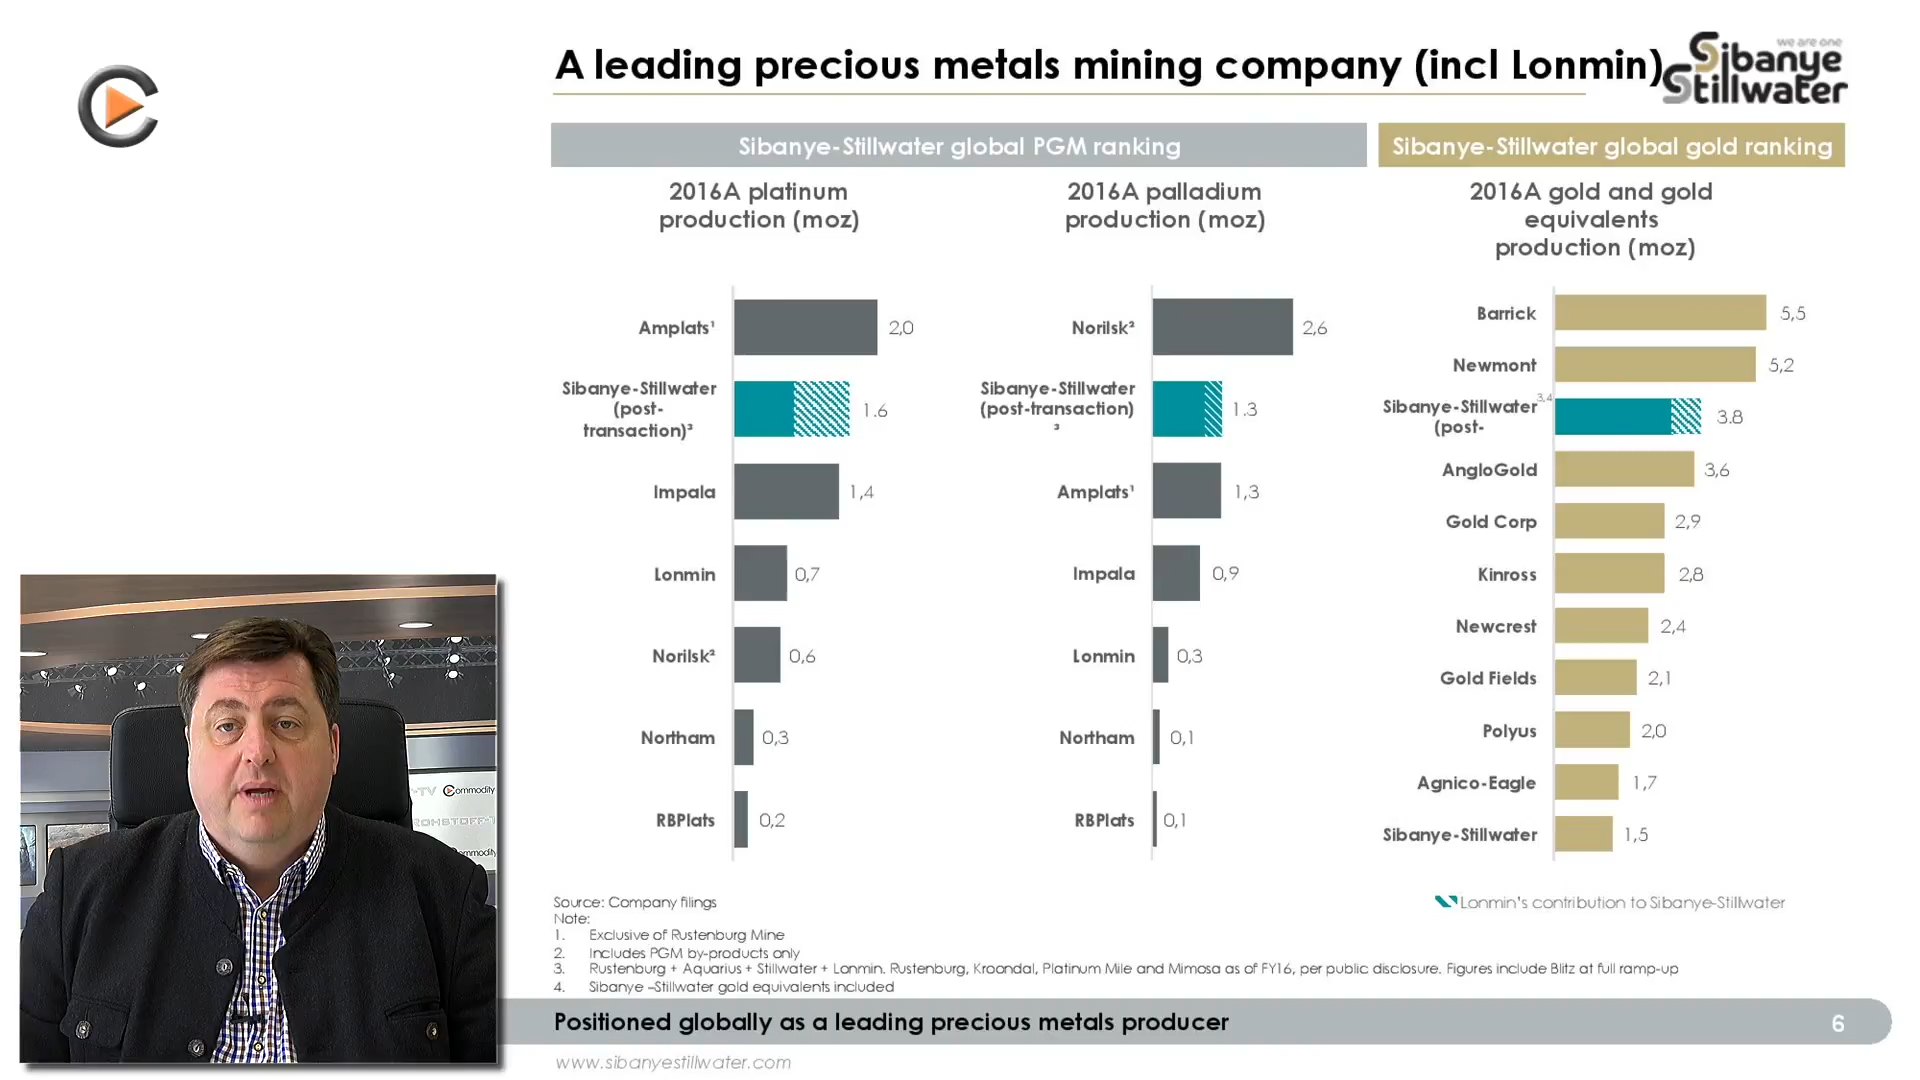 A leading precious metals mining company (incl Lonmin)
we are one
Sibanye
Stillwater
Sibanye-Stillwater global PGM ranking
Sibanye-Stillwater global gold ranking
2016A platinum
production (moz)
Amplats¹ 2,0
Sibanye-Stillwater
(post-
transaction)³ 1.6
Impala 1,4
Lonmin 0,7
Norilsk² 0,6
Northam 0,3
RBPlats 0,2
2016A palladium
production (moz)
Norilsk² 2,6
Sibanye-Stillwater
(post-transaction) 1.3
³
Amplats¹ 1,3
Impala 0,9
Lonmin 0,3
Northam 0,1
RBPlats 0,1
2016A gold and gold
equivalents
production (moz)
Barrick 5,5
Newmont 5,2
Sibanye-Stillwater 3,4
(post- 3.8
AngloGold 3,6
Gold Corp 2,9
Kinross 2,8
Newcrest 2,4
Gold Fields 2,1
Polyus 2,0
Agnico-Eagle 1,7
Sibanye-Stillwater 1,5
Source: Company filings
Note:
1. Exclusive of Rustenburg Mine
2. Includes PGM by-products only
3. Rustenburg + Aquarius + Stillwater + Lonmin. Rustenburg, Kroondal, Platinum Mile and Mimosa as of FY16, per public disclosure. Figures include Blitz at full ramp-up
4. Sibanye –Stillwater gold equivalents included
Lonmin's contribution to Sibanye-Stillwater
Positioned globally as a leading precious metals producer
6
www.sibanyestillwater.com
-TV Commodity
ROHSTOFF-T
ommodity